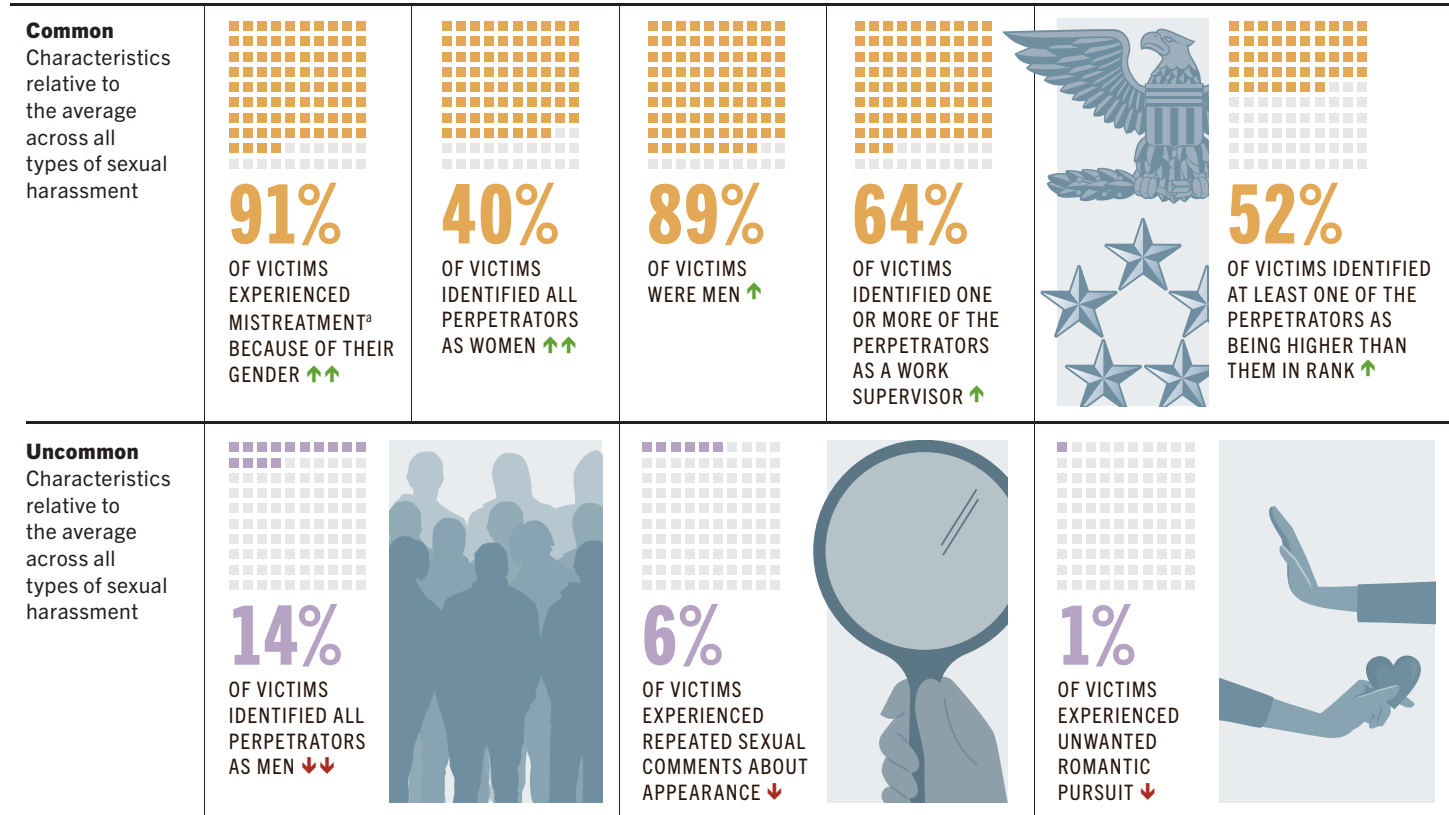 Common
Characteristics
relative to
the average
across all
types of sexual
harassment
91%
OF VICTIMS
EXPERIENCED
MISTREATMENTª
BECAUSE OF THEIR
GENDER
40%
OF VICTIMS
IDENTIFIED ALL
PERPETRATORS
AS WOMEN
89%
OF VICTIMS
WERE MEN
64%
OF VICTIMS
IDENTIFIED ONE
OR MORE OF THE
PERPETRATORS
AS A WORK
SUPERVISOR
52%
OF VICTIMS IDENTIFIED
AT LEAST ONE OF THE
PERPETRATORS AS
BEING HIGHER THAN
THEM IN RANK
Uncommon
Characteristics
relative to
the average
across all
types of sexual
harassment
14%
OF VICTIMS
IDENTIFIED ALL
PERPETRATORS
AS MEN
6%
OF VICTIMS
EXPERIENCED
REPEATED SEXUAL
COMMENTS ABOUT
APPEARANCE
1%
OF VICTIMS
EXPERIENCED
UNWANTED
ROMANTIC
PURSUIT